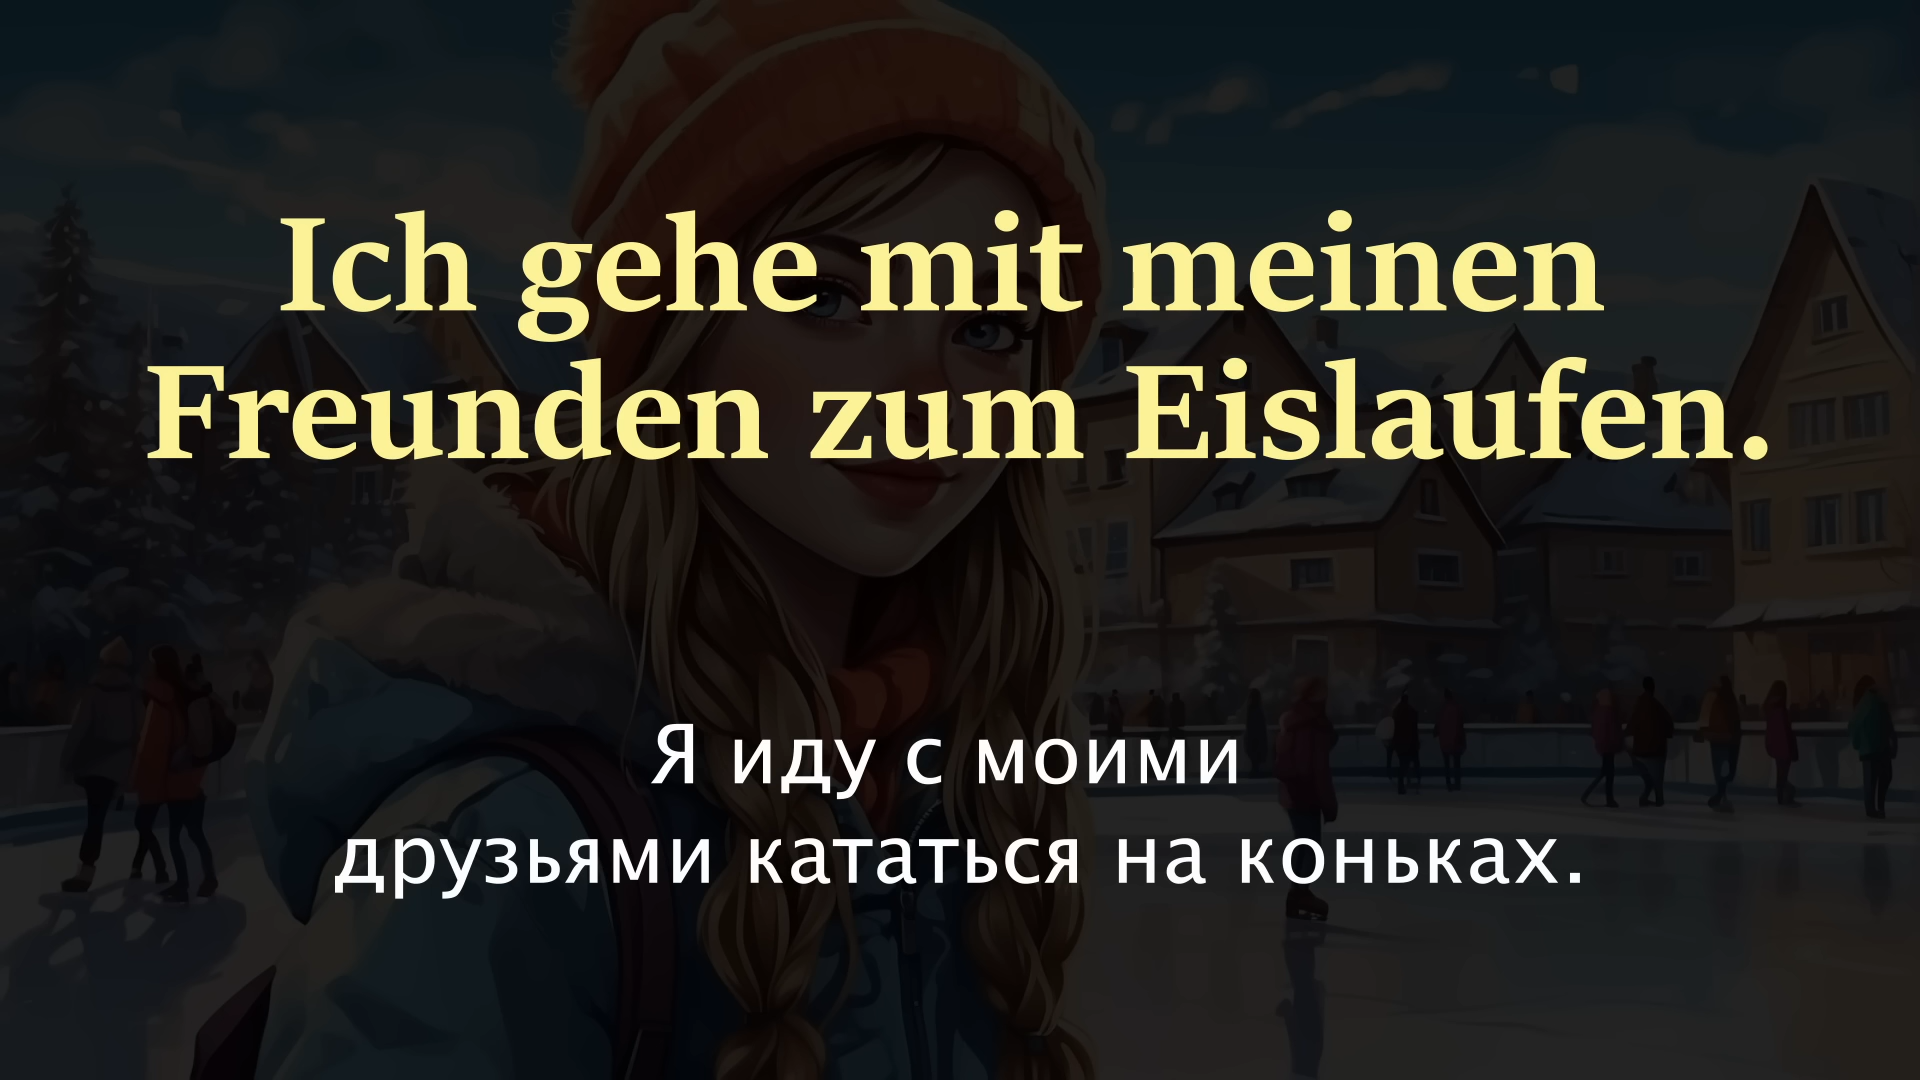 Ich gehe mit meinen
Freunden zum Eislaufen.
Я иду с моими
друзьями кататься на коньках.